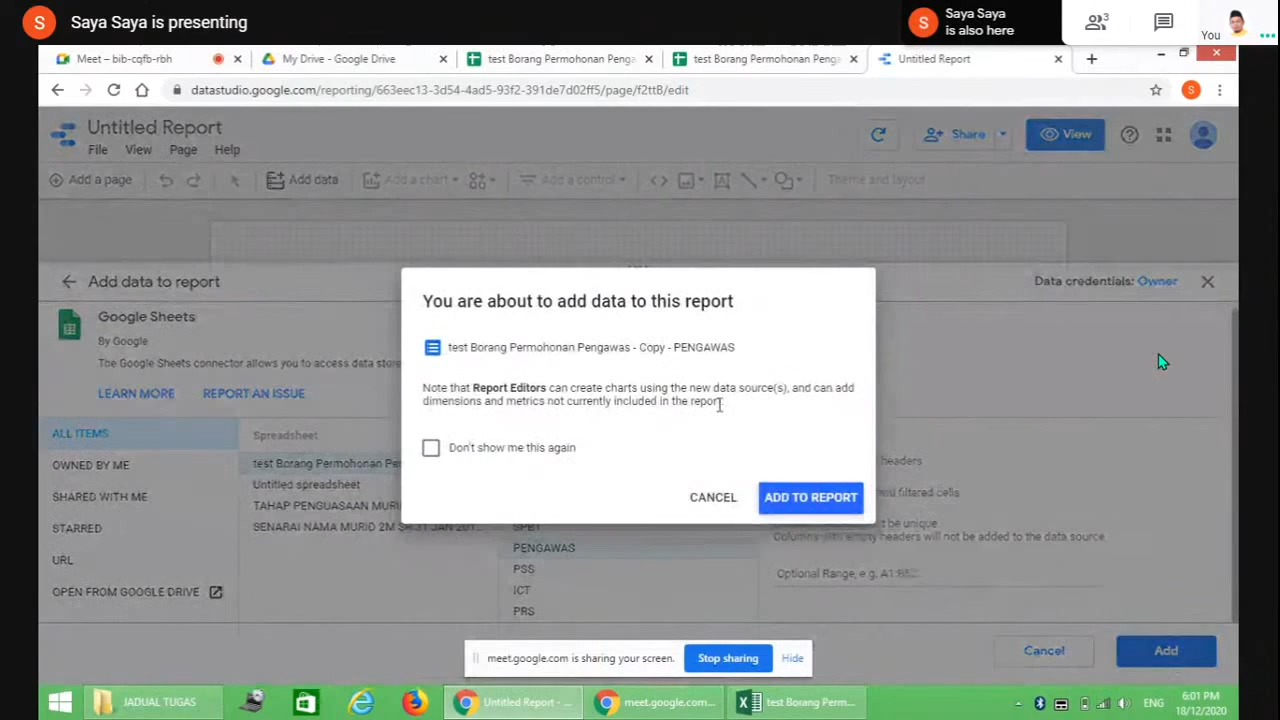 S
Saya Saya is presenting
S
Saya Saya
is also here
3
You
Meet – bib-cqfb-rbh
My Drive - Google Drive
test Borang Permohonan Penga
test Borang Permohonan Penga
Untitled Report
datastudio.google.com/reporting/663eec13-3d54-4ad5-93f2-391de7d02ff5/page/f2tt8/edit
S
Untitled Report
File View Page Help
Share
View
Add a page
Add data
Add a chart
Add a control
Theme and layout
Add data to report
Data credentials: Owner
Google Sheets
By Google
The Google Sheets connector allows you to access data store
LEARN MORE REPORT AN ISSUE
ALL ITEMS
OWNED BY ME
SHARED WITH ME
STARRED
URL
OPEN FROM GOOGLE DRIVE
Spreadsheet
test Borang Permohonan Pe
Untitled spreadsheet
TAHAP PENGUASAAN MURI
SENARAI NAMA MURID 2M SH 31 JAN 201...
SPBT
PENGAWAS
PSS
ICT
PRS
headers
filtered cells
t be unique
Columns with empty headers will not be added to the data source
Optional Range, e.g. A1:B52
You are about to add data to this report
test Borang Permohonan Pengawas - Copy - PENGAWAS
Note that Report Editors can create charts using the new data source(s), and can add
dimensions and metrics not currently included in the report.
Don't show me this again
CANCEL ADD TO REPORT
Cancel Add
meet.google.com is sharing your screen. Stop sharing Hide
JADUAL TUGAS
Untitled Report - ...
meet.google.com...
test Borang Perm...
ENG
6:01 PM
18/12/2020